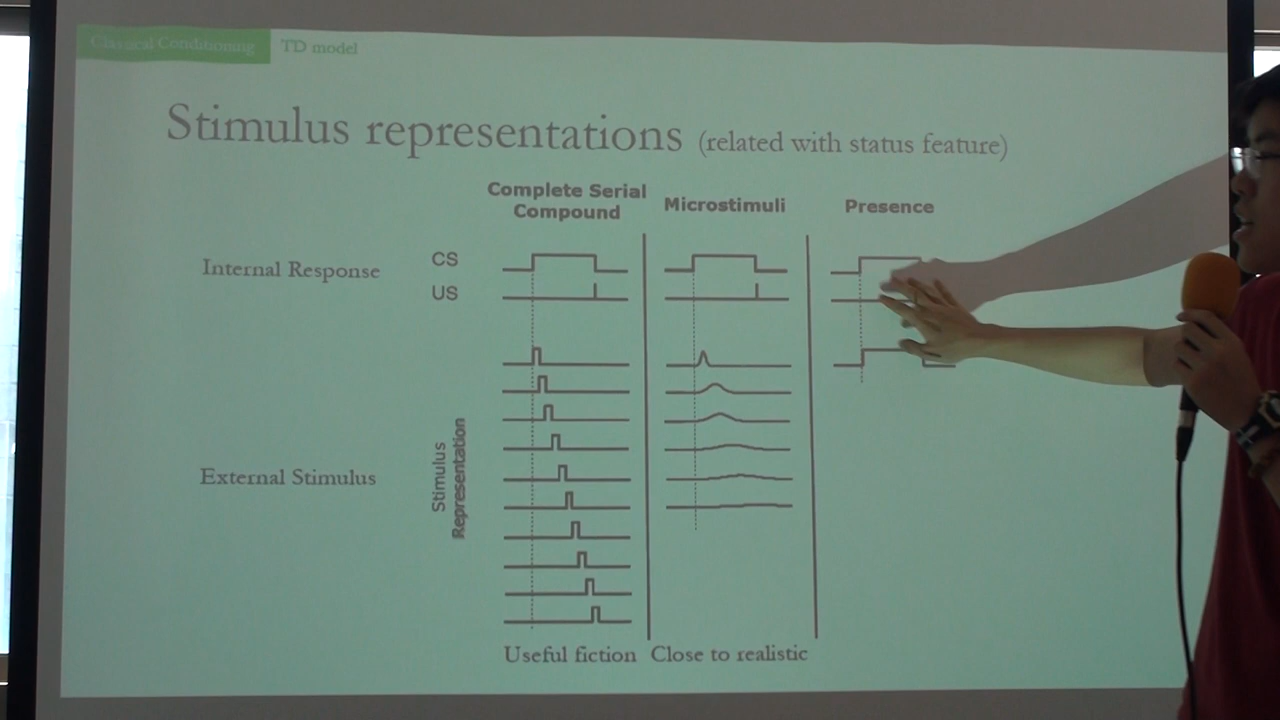 Classical Conditioning TD model
Stimulus representations (related with status feature)
Complete Serial
Compound
Microstimuli
Presence
Internal Response
CS
US
External Stimulus
Stimulus
Representation
Useful fiction
Close to realistic